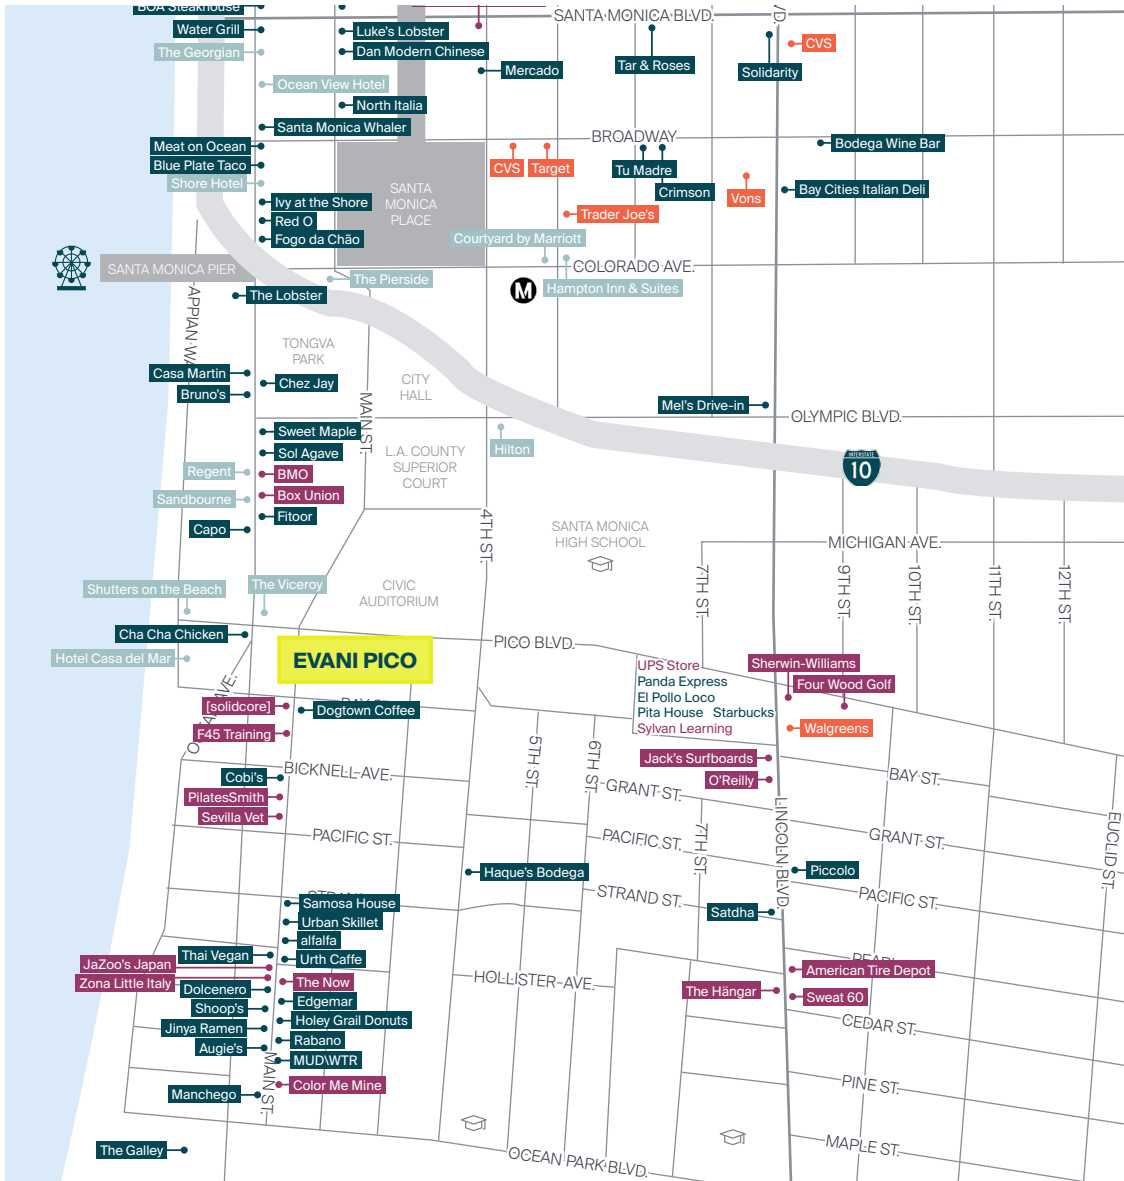 BOA Steakhouse
SANTA MONICA BLVD.
Water Grill
Luke's Lobster
CVS
The Georgian
Dan Modern Chinese
Tar & Roses
Mercado
Solidarity
Ocean View Hotel
North Italia
Santa Monica Whaler
BROADWAY
Meat on Ocean
Bodega Wine Bar
Blue Plate Taco
CVS
Target
Tu Madre
Shore Hotel
Crimson
Vons
Bay Cities Italian Deli
SANTA
MONICA
PLACE
Ivy at the Shore
Red O
Trader Joe's
Fogo da Chão
Courtyard by Marriott
SANTA MONICA PIER
COLORADO AVE.
The Pierside
M
Hampton Inn & Suites
The Lobster
TONGVA
PARK
Casa Martin
Chez Jay
CITY
HALL
Bruno's
MAIN ST.
Mel's Drive-in
OLYMPIC BLVD.
Sweet Maple
Hilton
Sol Agave
L.A. COUNTY
SUPERIOR
COURT
INTERSTATE
10
Regent
BMO
Sandbourne
Box Union
Fitoor
Capo
4TH ST.
SANTA MONICA
HIGH SCHOOL
MICHIGAN AVE.
Shutters on the Beach
The Viceroy
CIVIC
AUDITORIUM
7TH ST.
9TH ST.
10TH ST.
11TH ST.
12TH ST.
Cha Cha Chicken
PICO BLVD.
Hotel Casa del Mar
EVANI PICO
UPS Store
Sherwin-Williams
Panda Express
Four Wood Golf
El Pollo Loco
Pita House Starbucks
[solidcore]
Dogtown Coffee
Sylvan Learning
Walgreens
F45 Training
Jack's Surfboards
5TH ST.
6TH ST.
Cobi's
BICKNELL AVE.
O'Reilly
BAY ST.
PilatesSmith
GRANT ST.
Sevilla Vet
PACIFIC ST.
PACIFIC ST.
7TH ST.
LINCOLN BLVD.
GRANT ST.
EUCLID ST.
Haque's Bodega
Piccolo
STRAND ST.
PACIFIC ST.
Samosa House
Satdha
Urban Skillet
alfalfa
Thai Vegan
Urth Caffe
JaZoo's Japan
American Tire Depot
Zona Little Italy
The Now
HOLLISTER AVE.
Dolcenero
The Hängar
Sweat 60
Edgemar
Shoop's
Holey Grail Donuts
CEDAR ST.
Jinya Ramen
Rabano
Augie's
MUD\WTR
MAIN ST.
Color Me Mine
PINE ST.
Manchego
The Galley
OCEAN PARK BLVD.
MAPLE ST.